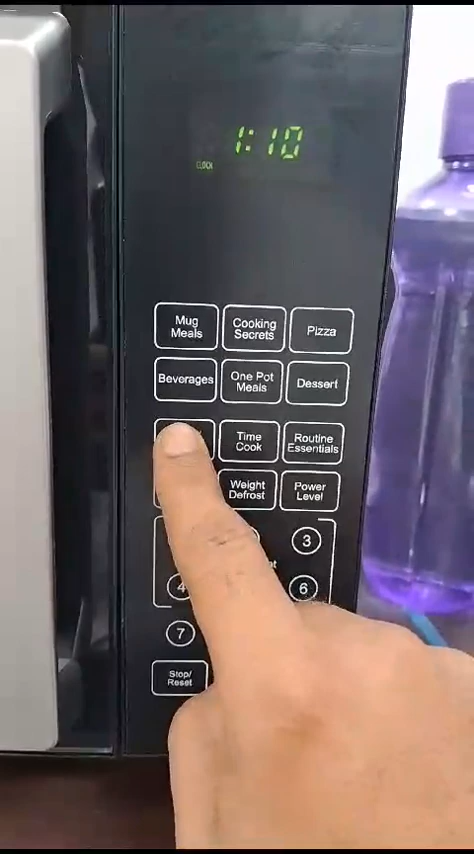 1:10
CLOCK
Mug
Meals
Cooking
Secrets
Pizza
Beverages
One Pot
Meals
Dessert
Time
Cook
Routine
Essentials
Weight
Defrost
Power
Level
3
4
6
7
Stop/
Reset